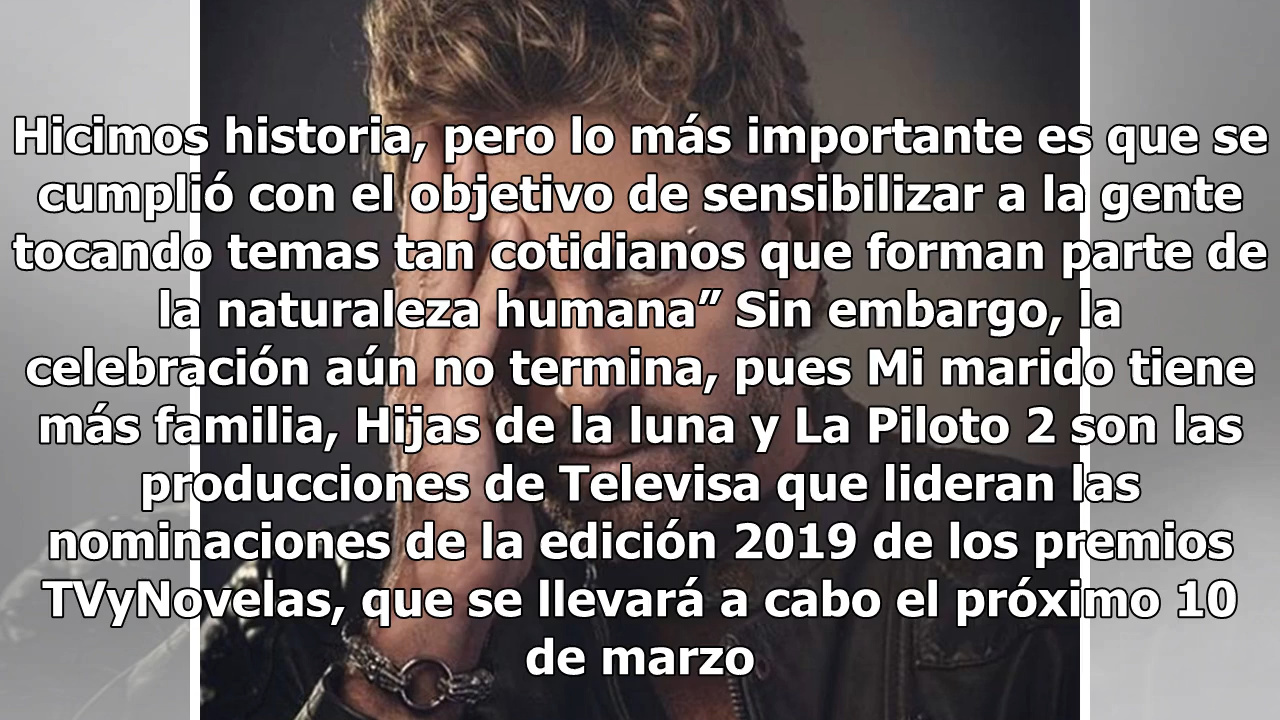 Hicimos historia, pero lo más importante es que se
cumplió con el objetivo de sensibilizar a la gente
tocando temas tan cotidianos que forman parte de
la naturaleza humana” Sin embargo, la
celebración aún no termina, pues Mi marido tiene
más familia, Hijas de la luna y La Piloto 2 son las
producciones de Televisa que lideran las
nominaciones de la edición 2019 de los premios
TVyNovelas, que se llevará a cabo el próximo 10
de marzo